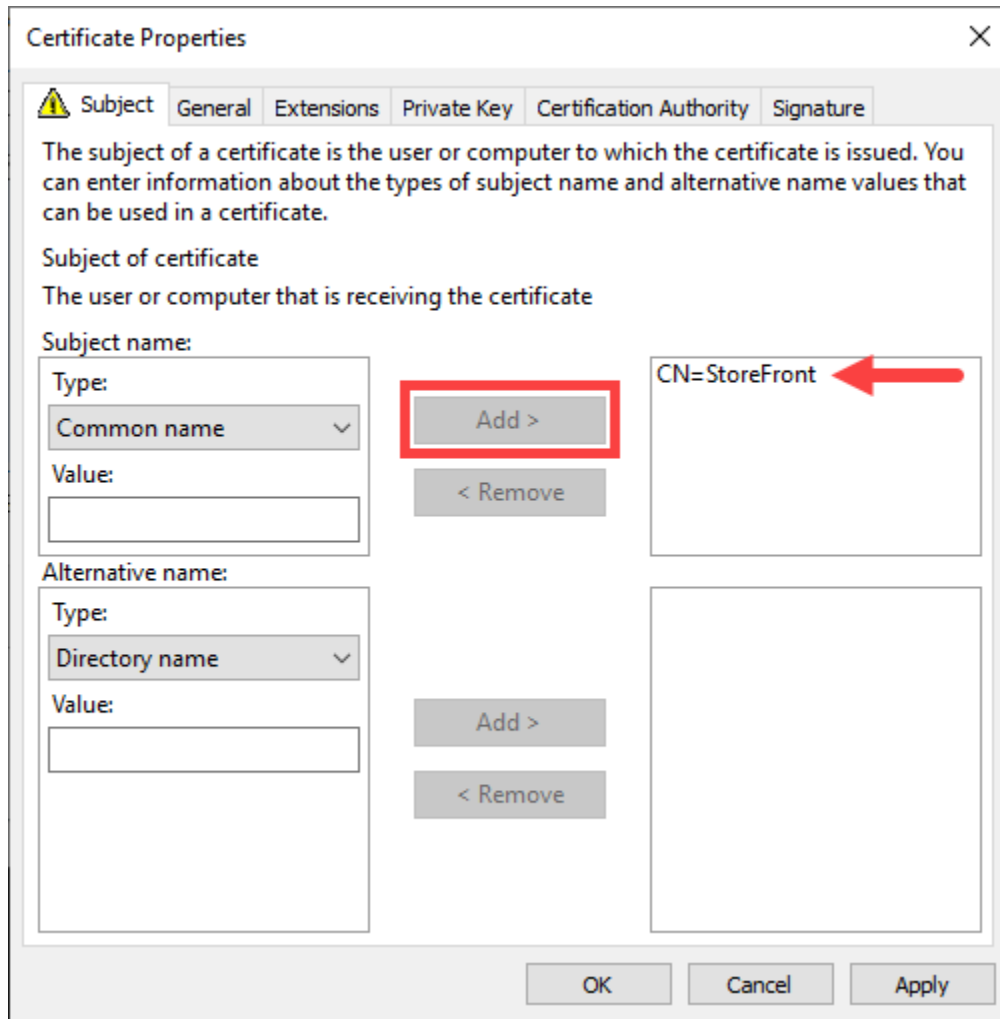 Certificate Properties
Subject General Extensions Private Key Certification Authority Signature
The subject of a certificate is the user or computer to which the certificate is issued. You
can enter information about the types of subject name and alternative name values that
can be used in a certificate.
Subject of certificate
The user or computer that is receiving the certificate
Subject name:
Type:
Common name
Value:
Add >
< Remove
CN=StoreFront
Alternative name:
Type:
Directory name
Value:
Add >
< Remove
OK Cancel Apply